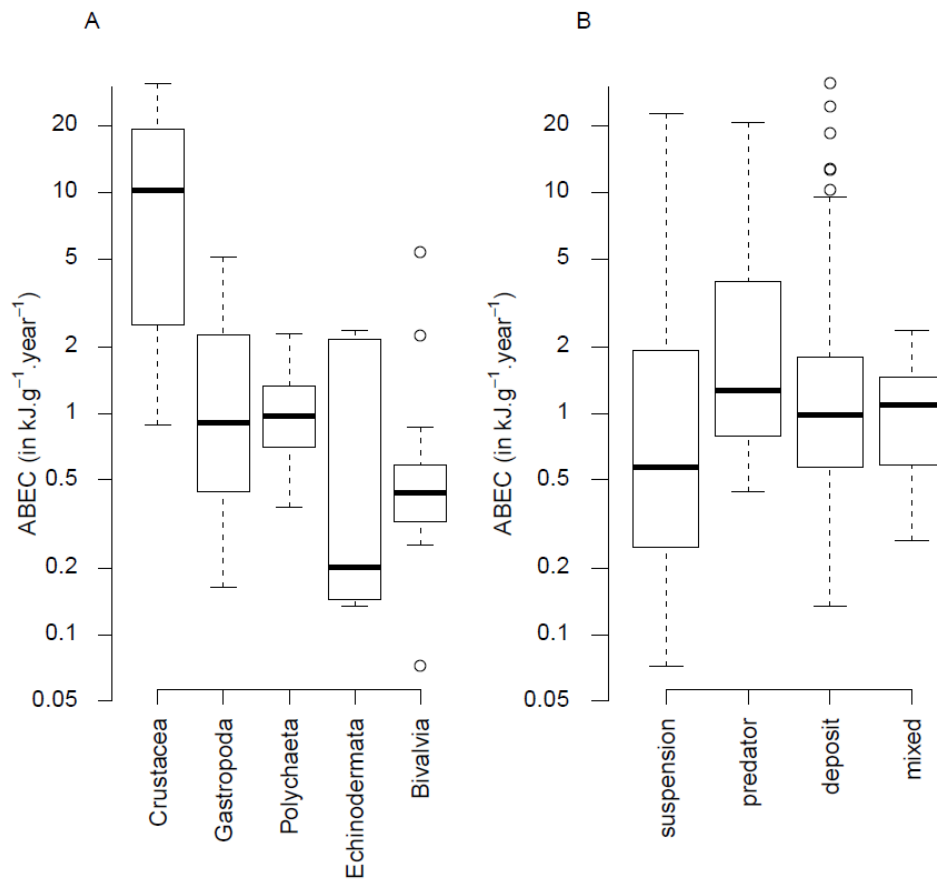 A
ABEC (in kJ.g⁻¹.year⁻¹)
20
10
5
2
1
0.5
0.2
0.1
0.05
Crustacea
Gastropoda
Polychaeta
Echinodermata
Bivalvia
B
ABEC (in kJ.g⁻¹.year⁻¹)
20
10
5
2
1
0.5
0.2
0.1
0.05
suspension
predator
deposit
mixed